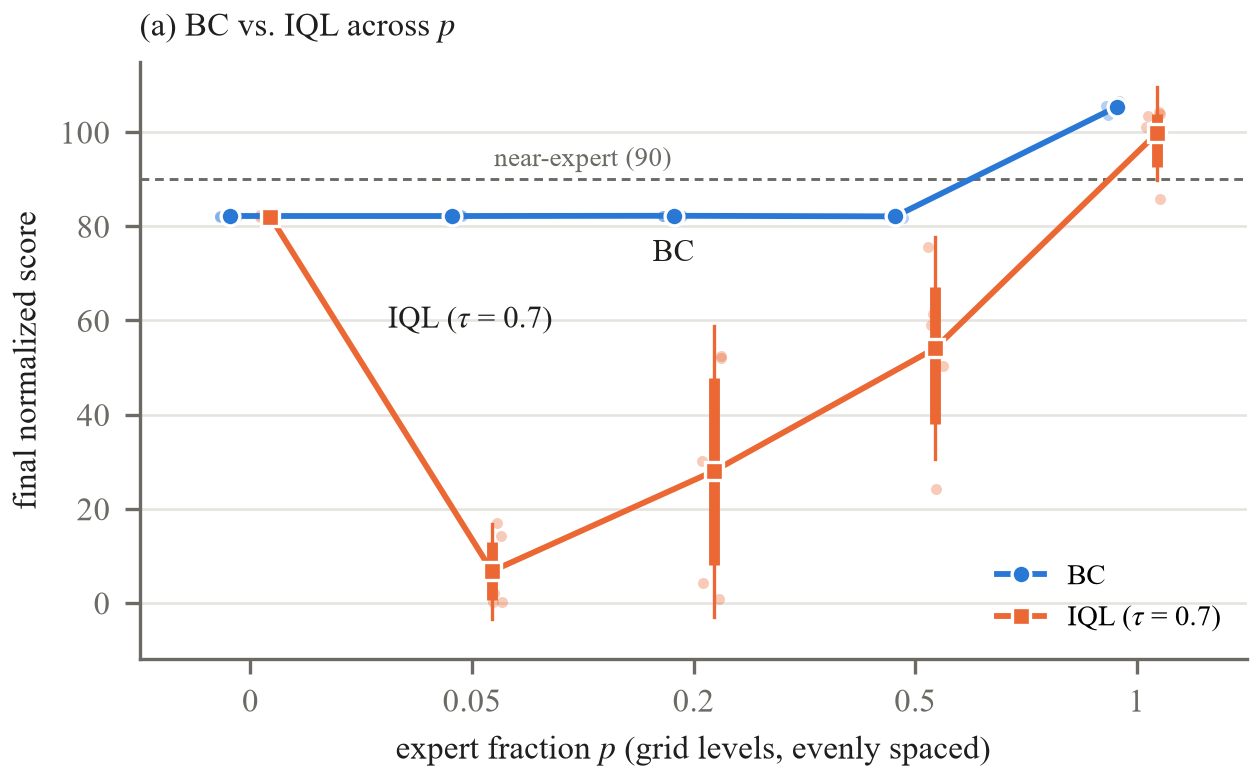 (a) BC vs. IQL across p
final normalized score
100
80
60
40
20
0
near-expert (90)
BC
IQL (τ = 0.7)
BC
IQL (τ = 0.7)
0 0.05 0.2 0.5 1
expert fraction p (grid levels, evenly spaced)